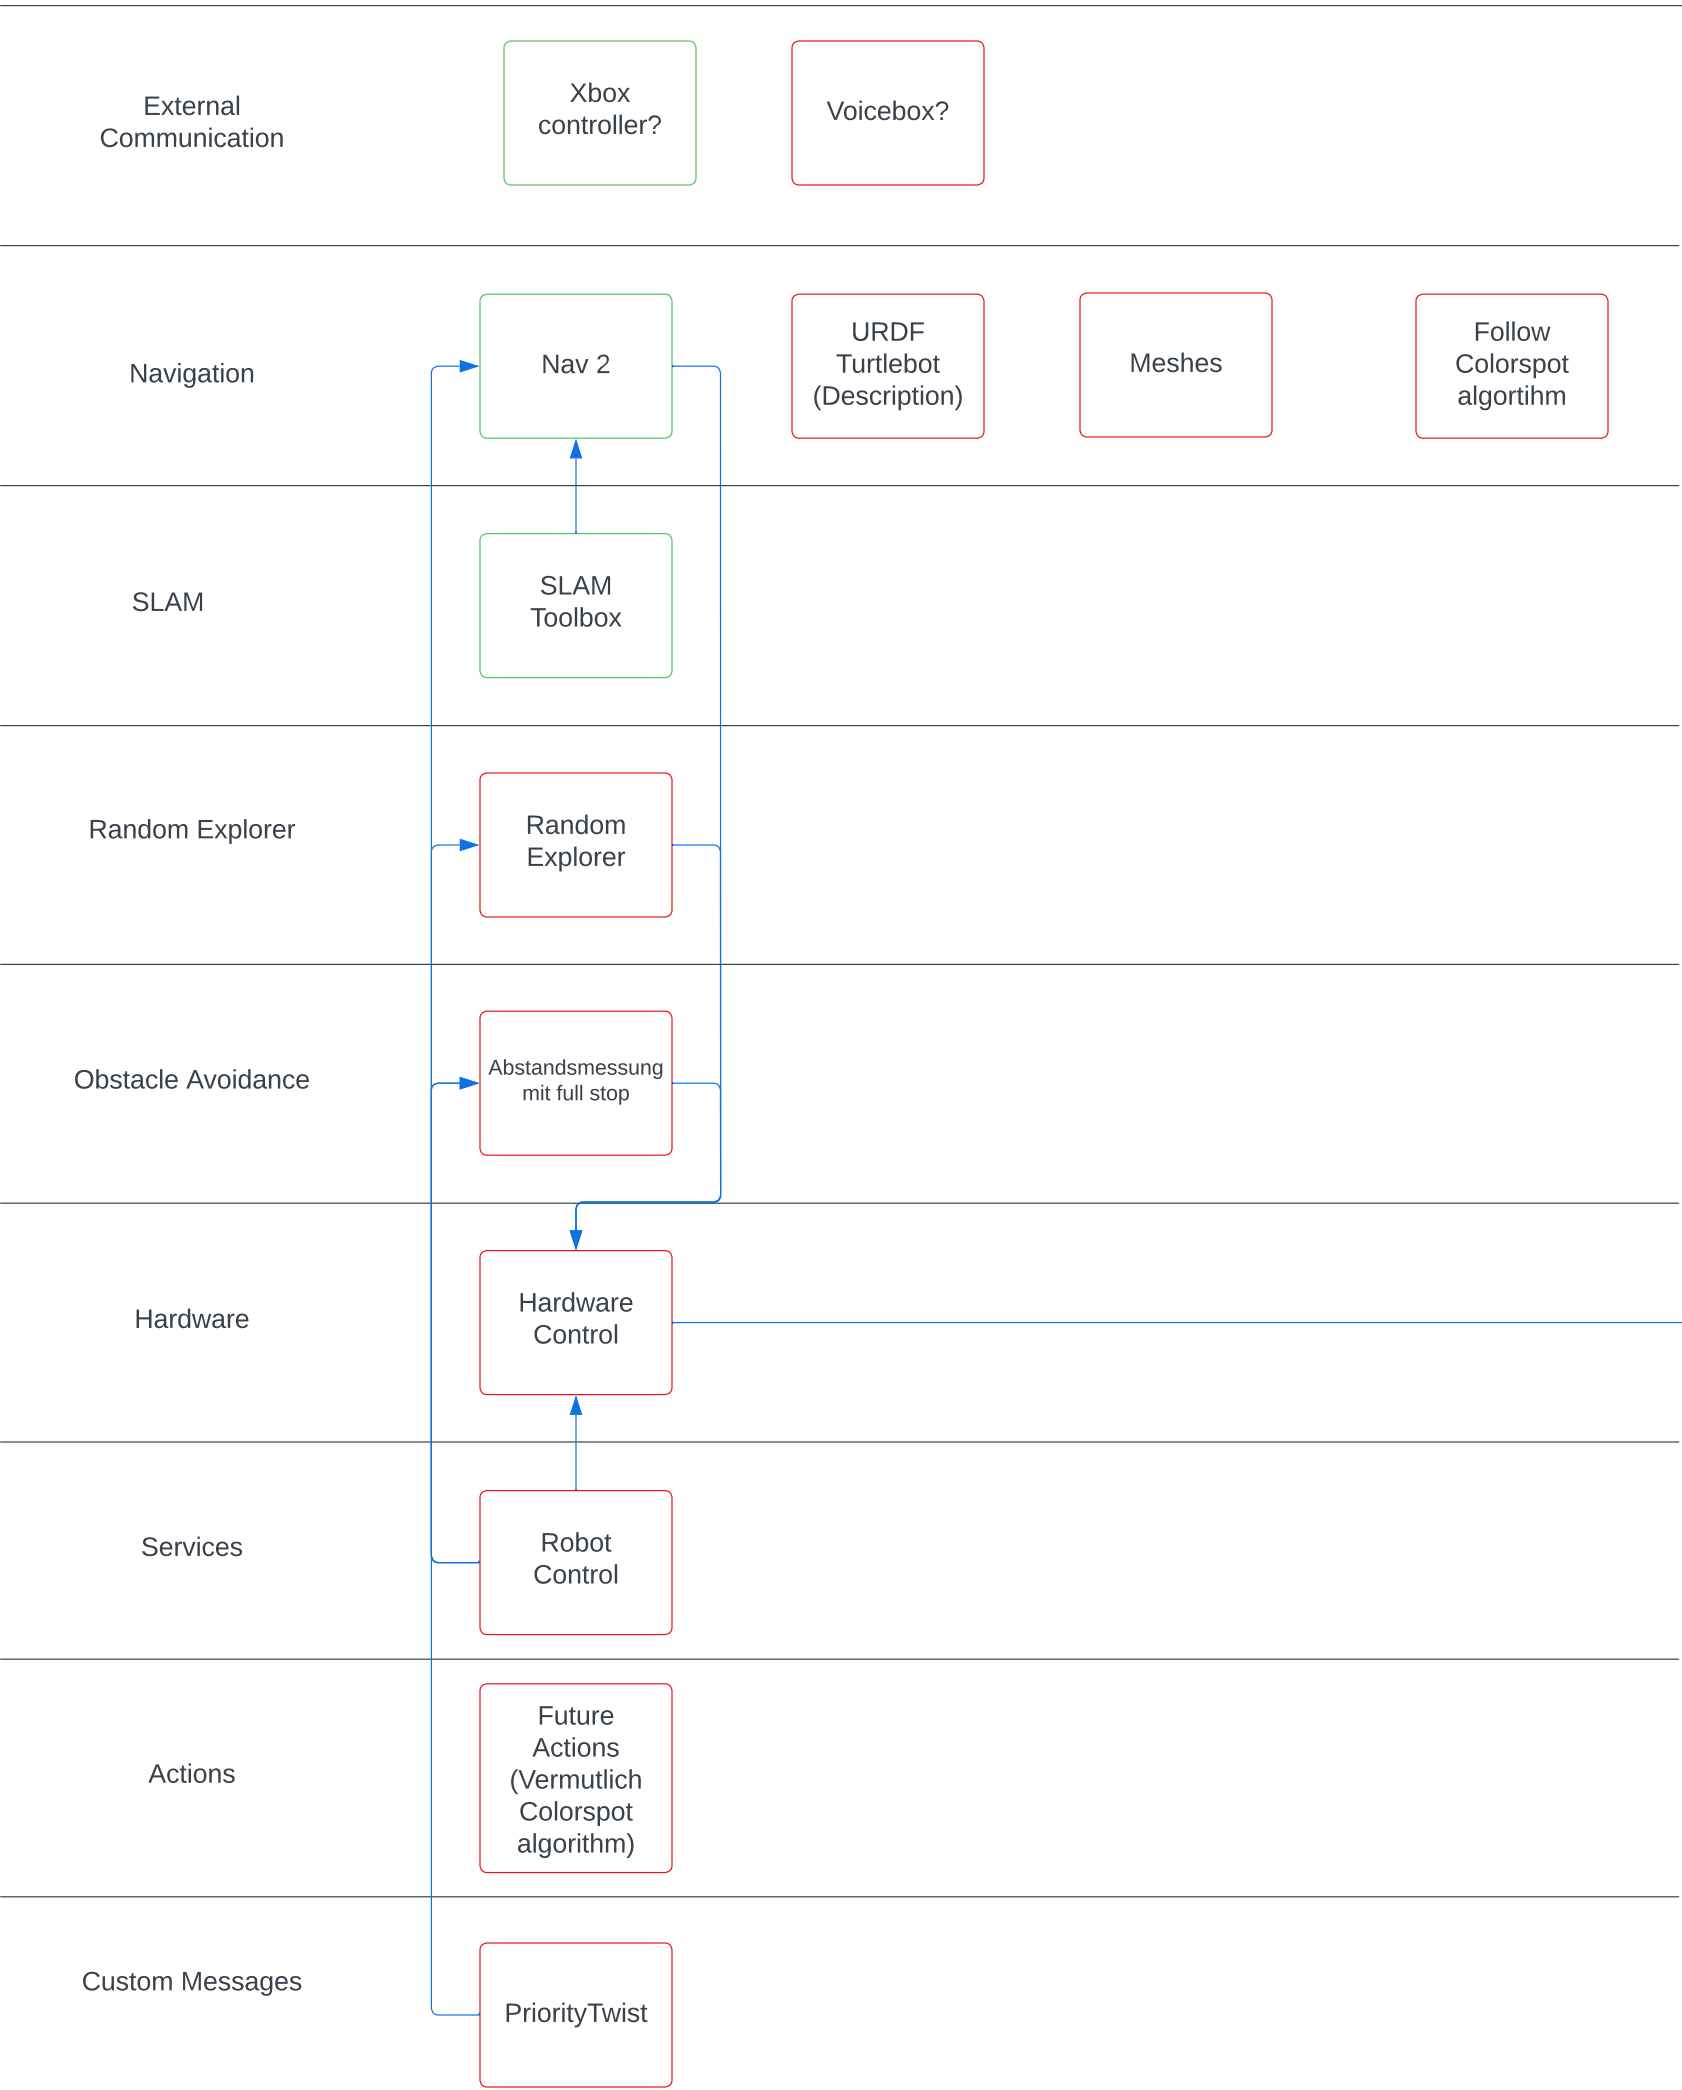 External
Communication
Xbox
controller?
Voicebox?
Navigation
Nav 2
URDF
Turtlebot
(Description)
Meshes
Follow
Colorspot
algortihm
SLAM
SLAM
Toolbox
Random Explorer
Random
Explorer
Obstacle Avoidance
Abstandsmessung
mit full stop
Hardware
Hardware
Control
Services
Robot
Control
Actions
Future
Actions
(Vermutlich
Colorspot
algorithm)
Custom Messages
PriorityTwist